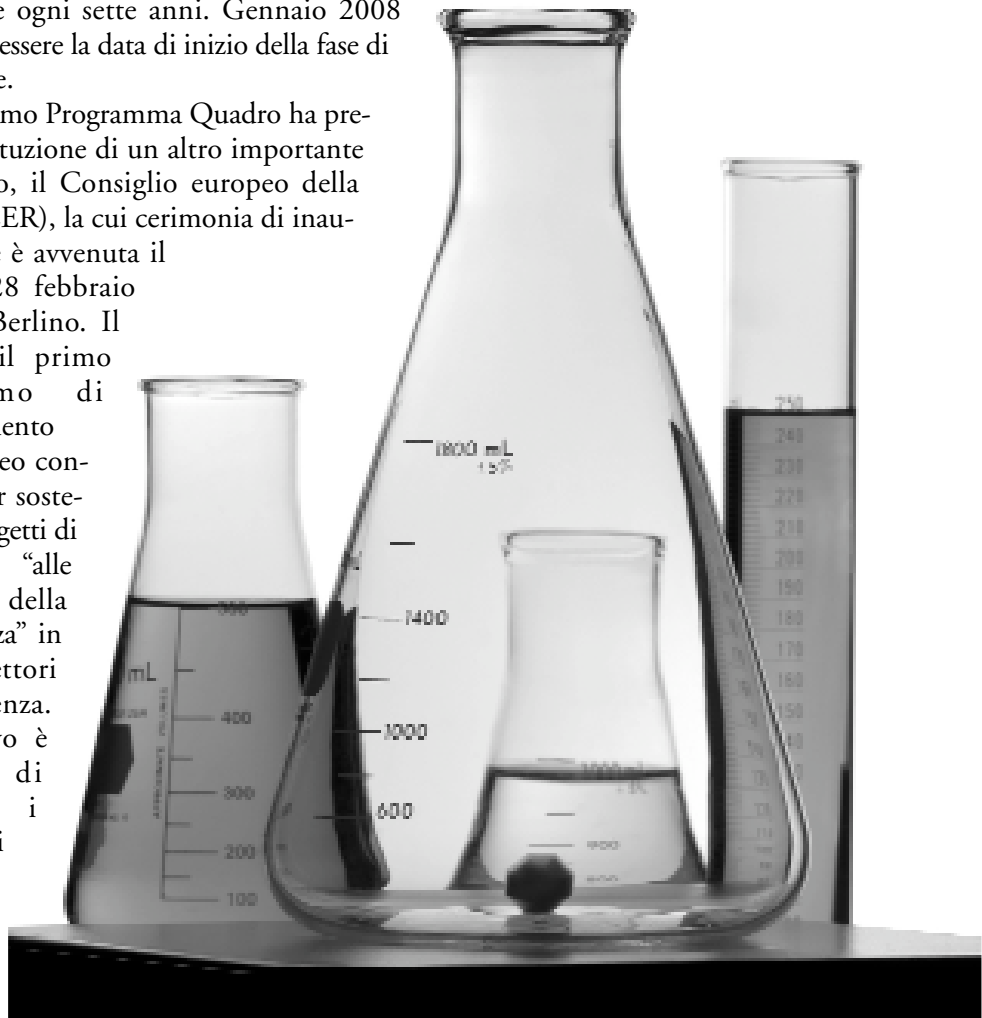 e ogni sette anni. Gennaio 2008
essere la data di inizio della fase di
e.
mo Programma Quadro ha pre-
tuzione di un altro importante
o, il Consiglio europeo della
ER), la cui cerimonia di inau-
e è avvenuta il
28 febbraio
Berlino. Il
il primo
mo di
ento
eo con-
r soste-
getti di
“alle
della
za” in
ettori
enza.
vo è
di
i
i
mL
400
300
200
100
1800 mL
± 5%
1400
1000
600
250
240
230
220
210
200
190
180
170
160
150